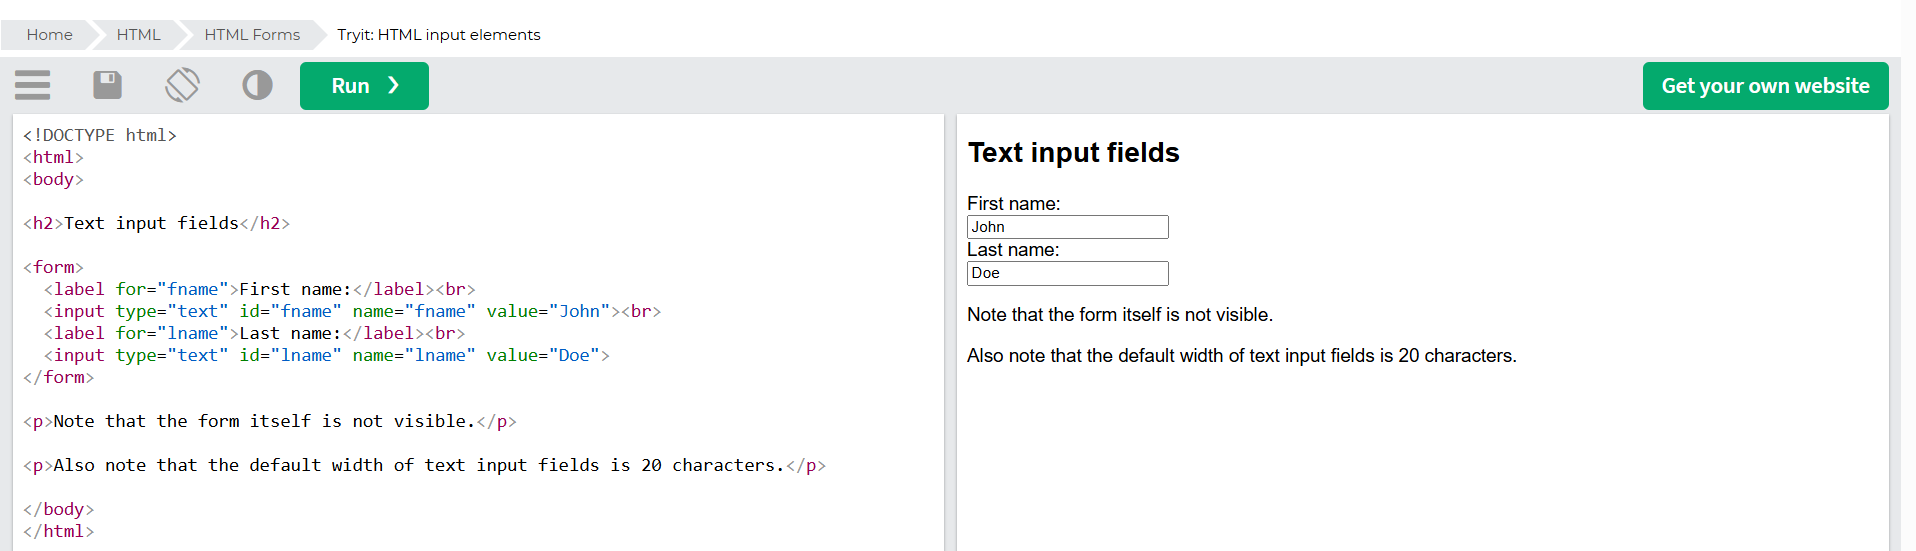 Home HTML HTML Forms Tryit: HTML input elements
Run ❯
Get your own website
<!DOCTYPE html>
<html>
<body>

<h2>Text input fields</h2>

<form>
  <label for="fname">First name:</label><br>
  <input type="text" id="fname" name="fname" value="John"><br>
  <label for="lname">Last name:</label><br>
  <input type="text" id="lname" name="lname" value="Doe">
</form>

<p>Note that the form itself is not visible.</p>

<p>Also note that the default width of text input fields is 20 characters.</p>

</body>
</html>
Text input fields
First name:
John
Last name:
Doe
Note that the form itself is not visible.
Also note that the default width of text input fields is 20 characters.